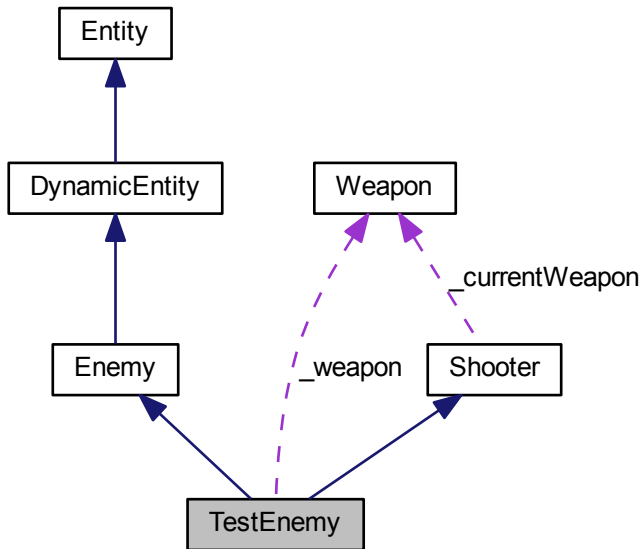 Entity
DynamicEntity
Weapon
_currentWeapon
Enemy
_weapon
Shooter
TestEnemy